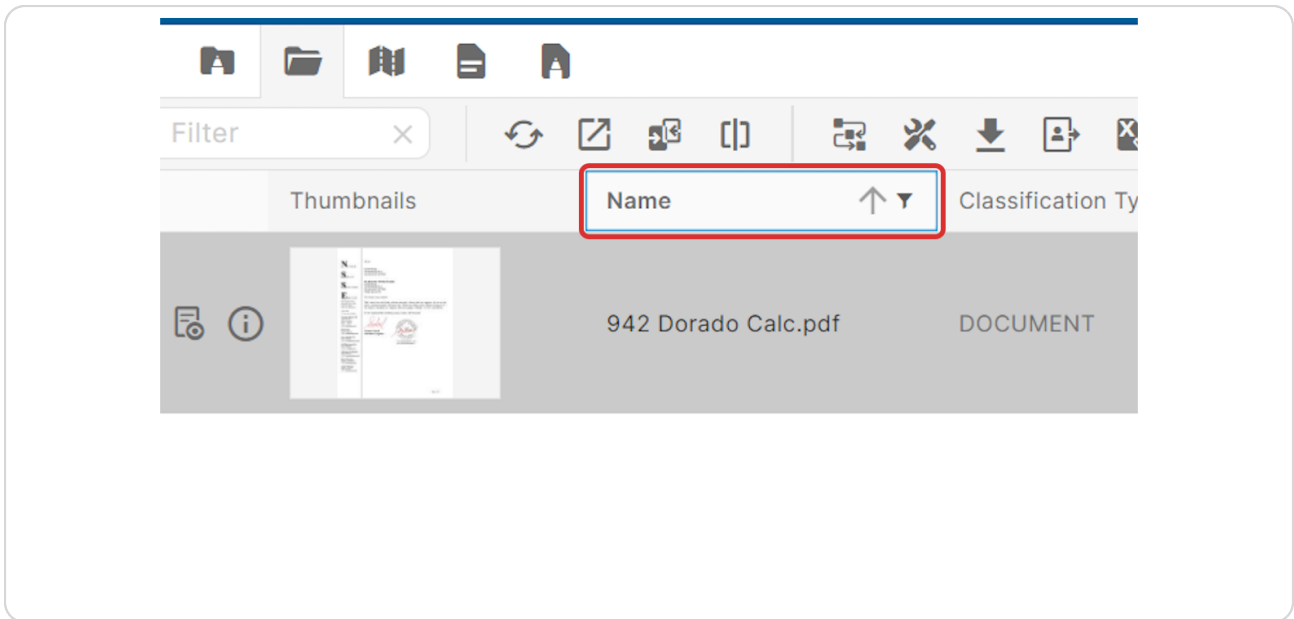 Filter
Thumbnails Name Classification Ty
N
S
S
E
942 Dorado Calc.pdf DOCUMENT